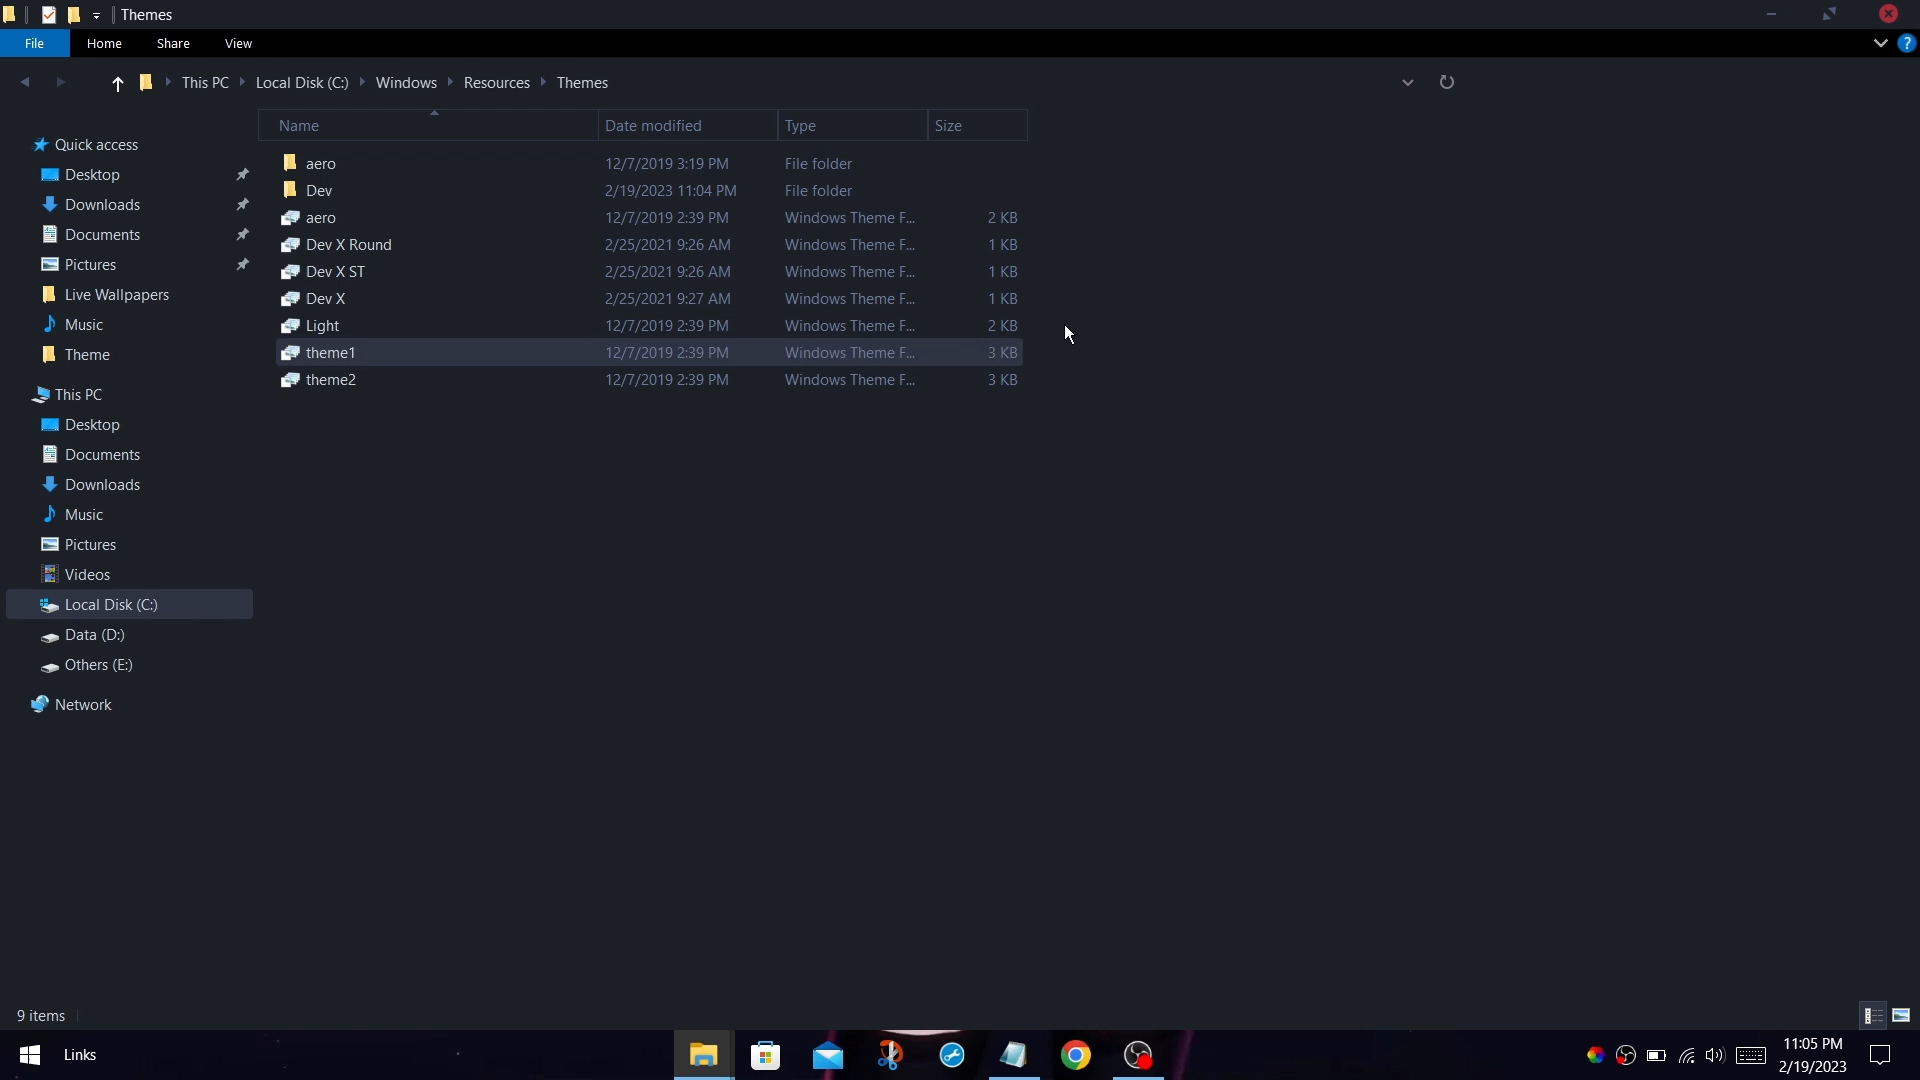 Themes
File Home Share View
This PC Local Disk (C:) Windows Resources Themes
Name Date modified Type Size
Quick access
Desktop
Downloads
Documents
Pictures
Live Wallpapers
Music
Theme
This PC
Desktop
Documents
Downloads
Music
Pictures
Videos
Local Disk (C:)
Data (D:)
Others (E:)
Network
aero 12/7/2019 3:19 PM File folder
Dev 2/19/2023 11:04 PM File folder
aero 12/7/2019 2:39 PM Windows Theme F... 2 KB
Dev X Round 2/25/2021 9:26 AM Windows Theme F... 1 KB
Dev X ST 2/25/2021 9:26 AM Windows Theme F... 1 KB
Dev X 2/25/2021 9:27 AM Windows Theme F... 1 KB
Light 12/7/2019 2:39 PM Windows Theme F... 2 KB
theme1 12/7/2019 2:39 PM Windows Theme F... 3 KB
theme2 12/7/2019 2:39 PM Windows Theme F... 3 KB
9 items
Links
11:05 PM
2/19/2023